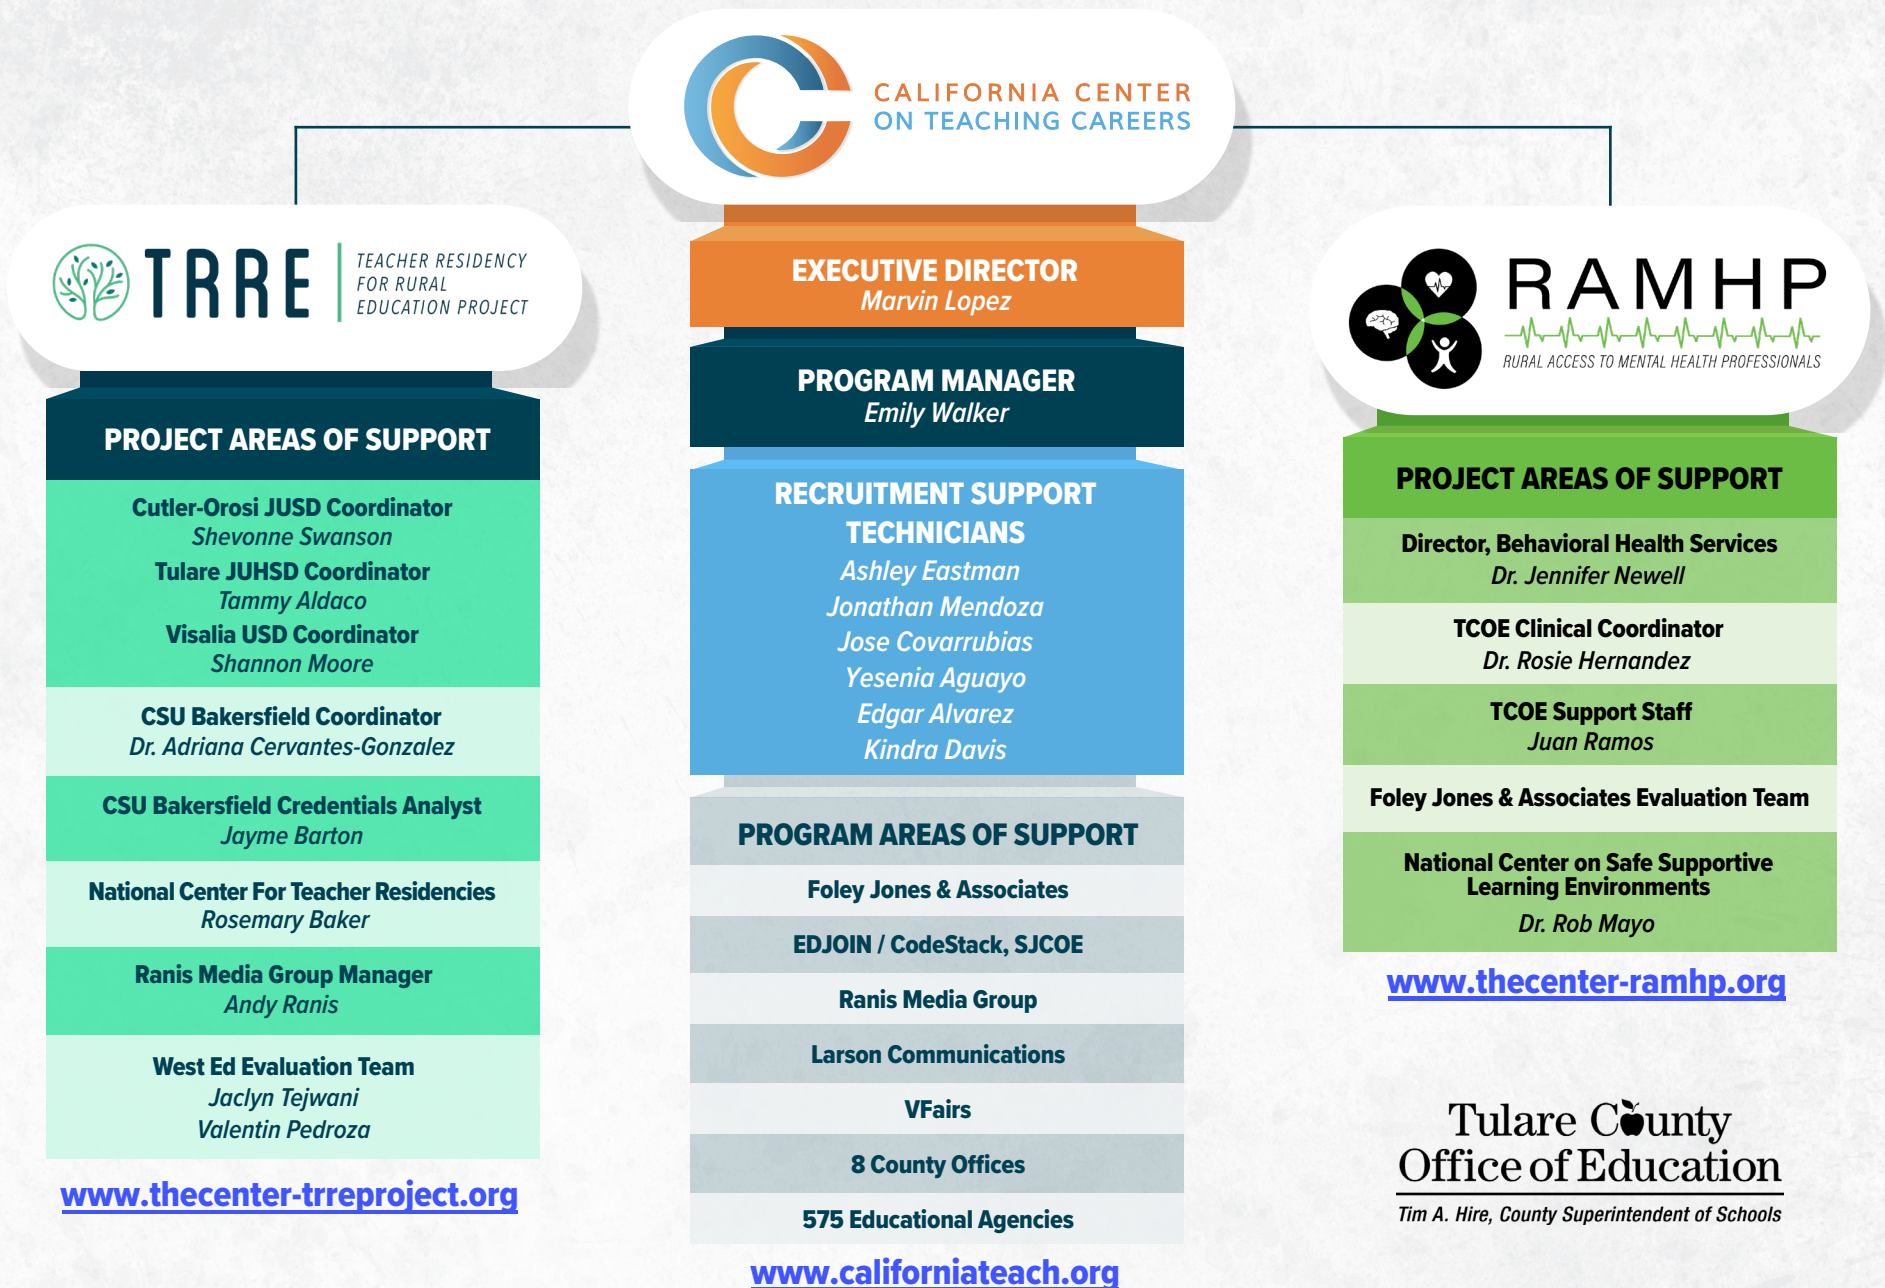 CALIFORNIA CENTER
ON TEACHING CAREERS
TRRE
TEACHER RESIDENCY
FOR RURAL
EDUCATION PROJECT
PROJECT AREAS OF SUPPORT
Cutler-Orosi JUSD Coordinator
Shevonne Swanson
Tulare JUHSD Coordinator
Tammy Aldaco
Visalia USD Coordinator
Shannon Moore
CSU Bakersfield Coordinator
Dr. Adriana Cervantes-Gonzalez
CSU Bakersfield Credentials Analyst
Jayme Barton
National Center For Teacher Residencies
Rosemary Baker
Ranis Media Group Manager
Andy Ranis
West Ed Evaluation Team
Jaclyn Tejwani
Valentin Pedroza
www.thecenter-trreproject.org
EXECUTIVE DIRECTOR
Marvin Lopez
PROGRAM MANAGER
Emily Walker
RECRUITMENT SUPPORT
TECHNICIANS
Ashley Eastman
Jonathan Mendoza
Jose Covarrubias
Yesenia Aguayo
Edgar Alvarez
Kindra Davis
PROGRAM AREAS OF SUPPORT
Foley Jones & Associates
EDJOIN / CodeStack, SJCOE
Ranis Media Group
Larson Communications
VFairs
8 County Offices
575 Educational Agencies
www.californiateach.org
RAMHP
RURAL ACCESS TO MENTAL HEALTH PROFESSIONALS
PROJECT AREAS OF SUPPORT
Director, Behavioral Health Services
Dr. Jennifer Newell
TCOE Clinical Coordinator
Dr. Rosie Hernandez
TCOE Support Staff
Juan Ramos
Foley Jones & Associates Evaluation Team
National Center on Safe Supportive
Learning Environments
Dr. Rob Mayo
www.thecenter-ramhp.org
Tulare County
Office of Education
Tim A. Hire, County Superintendent of Schools